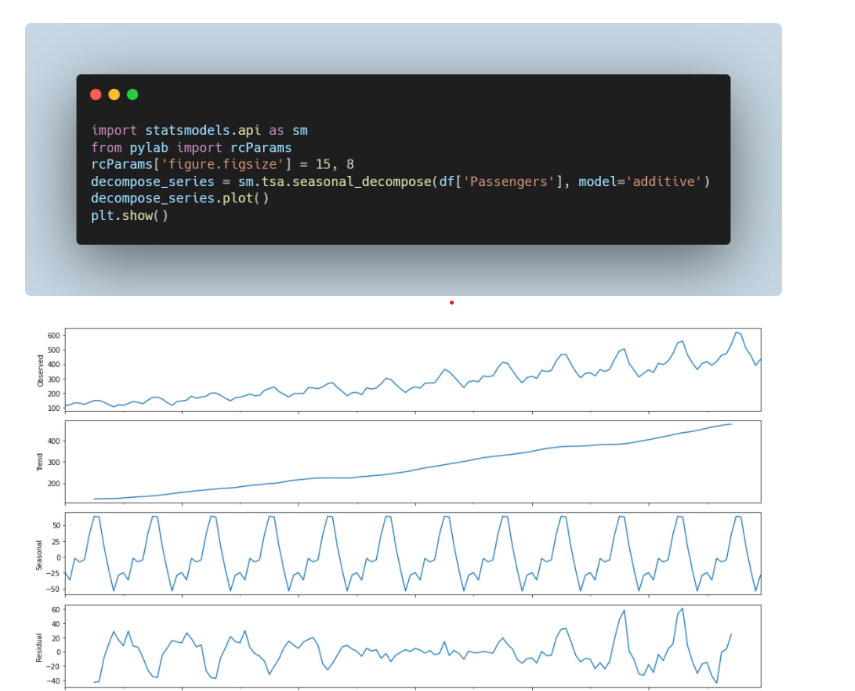 import statsmodels.api as sm
from pylab import rcParams
rcParams['figure.figsize'] = 15, 8
decompose_series = sm.tsa.seasonal_decompose(df['Passengers'], model='additive')
decompose_series.plot()
plt.show()
600
500
400
300
200
100
Observed
400
300
200
Trend
50
25
0
−25
−50
Seasonal
60
40
20
0
−20
−40
Residual